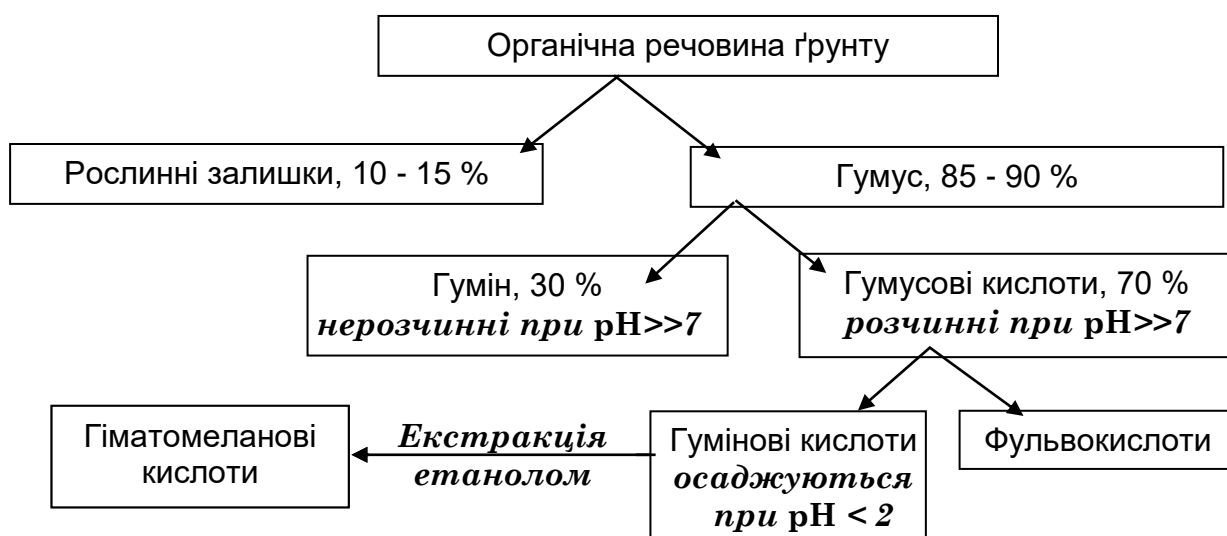 Органічна речовина ґрунту
Рослинні залишки, 10 - 15 %
Гумус, 85 - 90 %
Гумін, 30 %
нерозчинні при pH>>7
Гумусові кислоти, 70 %
розчинні при pH>>7
Гіматомеланові
кислоти
Екстракція
етанолом
Гумінові кислоти
осаджуються
при pH < 2
Фульвокислоти